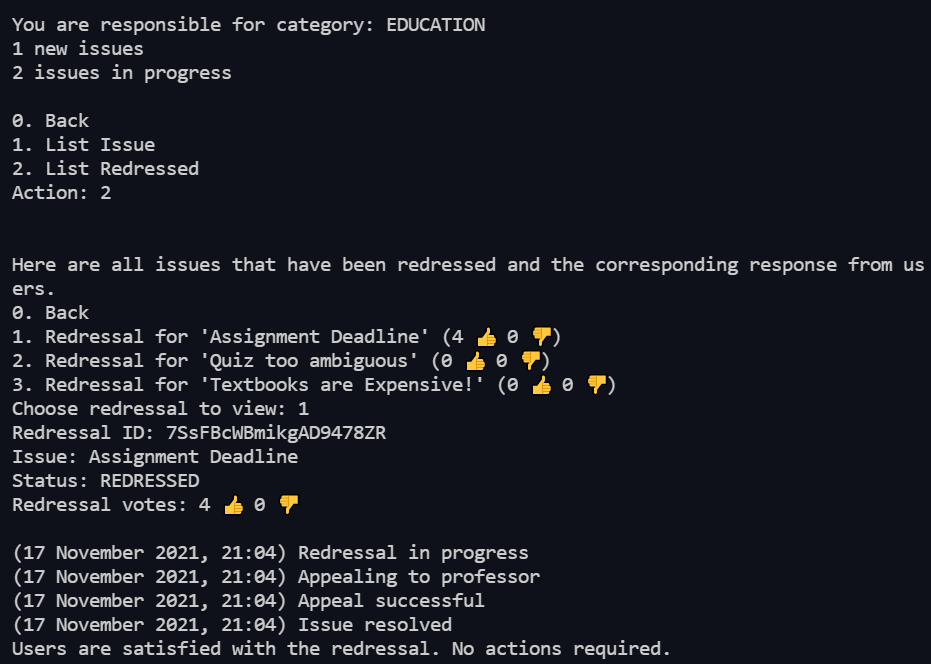 You are responsible for category: EDUCATION
1 new issues
2 issues in progress
0. Back
1. List Issue
2. List Redressed
Action: 2
Here are all issues that have been redressed and the corresponding response from us
ers.
0. Back
1. Redressal for 'Assignment Deadline' (4 👍 0 👎)
2. Redressal for 'Quiz too ambiguous' (0 👍 0 👎)
3. Redressal for 'Textbooks are Expensive!' (0 👍 0 👎)
Choose redressal to view: 1
Redressal ID: 7SsFBcWBmikgAD9478ZR
Issue: Assignment Deadline
Status: REDRESSED
Redressal votes: 4 👍 0 👎
(17 November 2021, 21:04) Redressal in progress
(17 November 2021, 21:04) Appealing to professor
(17 November 2021, 21:04) Appeal successful
(17 November 2021, 21:04) Issue resolved
Users are satisfied with the redressal. No actions required.